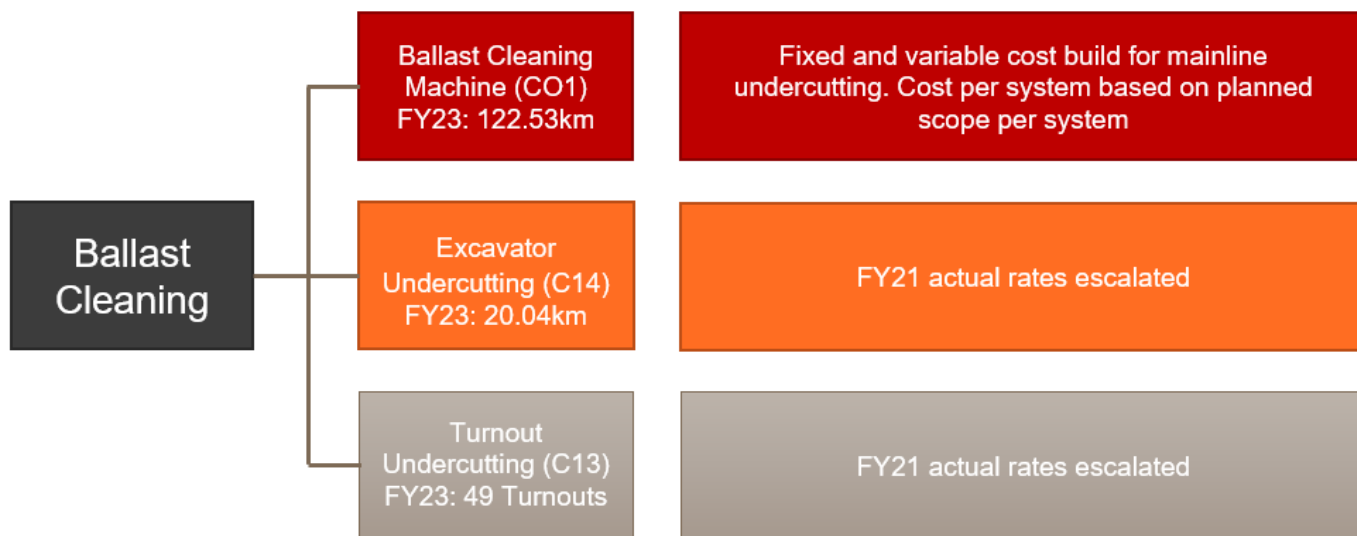 Ballast Cleaning
Machine (CO1)
FY23: 122.53km
Fixed and variable cost build for mainline
undercutting. Cost per system based on planned
scope per system
Ballast
Cleaning
Excavator
Undercutting (C14)
FY23: 20.04km
FY21 actual rates escalated
Turnout
Undercutting (C13)
FY23: 49 Turnouts
FY21 actual rates escalated